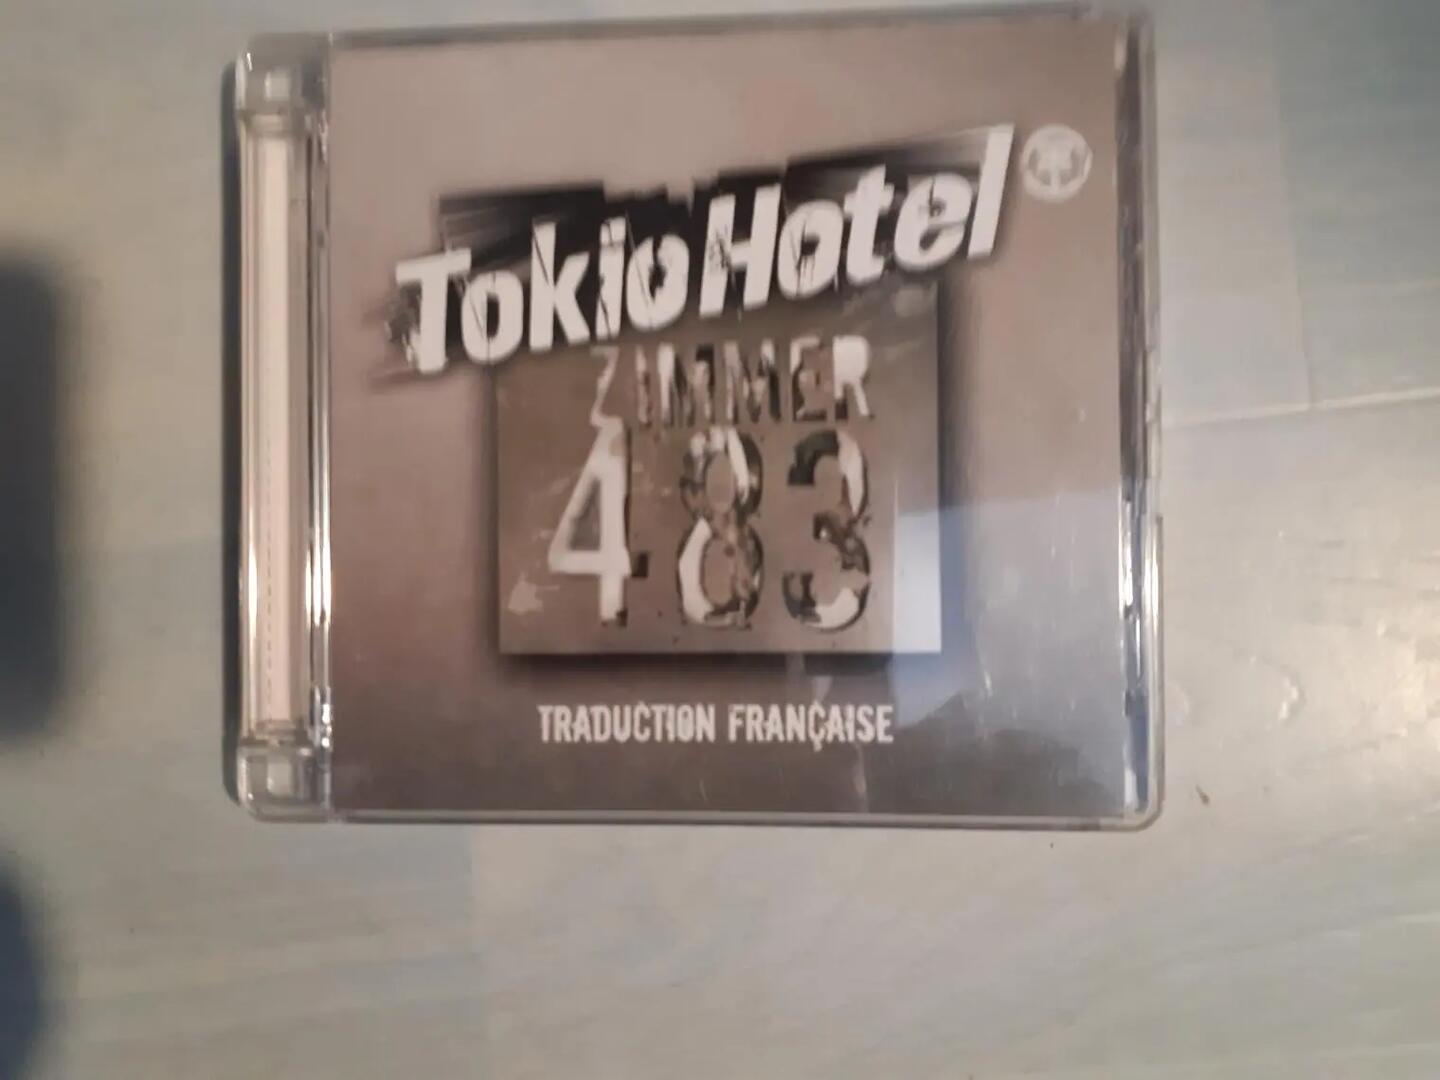 Tokio Hotel
ZIMMER
483
TRADUCTION FRANÇAISE